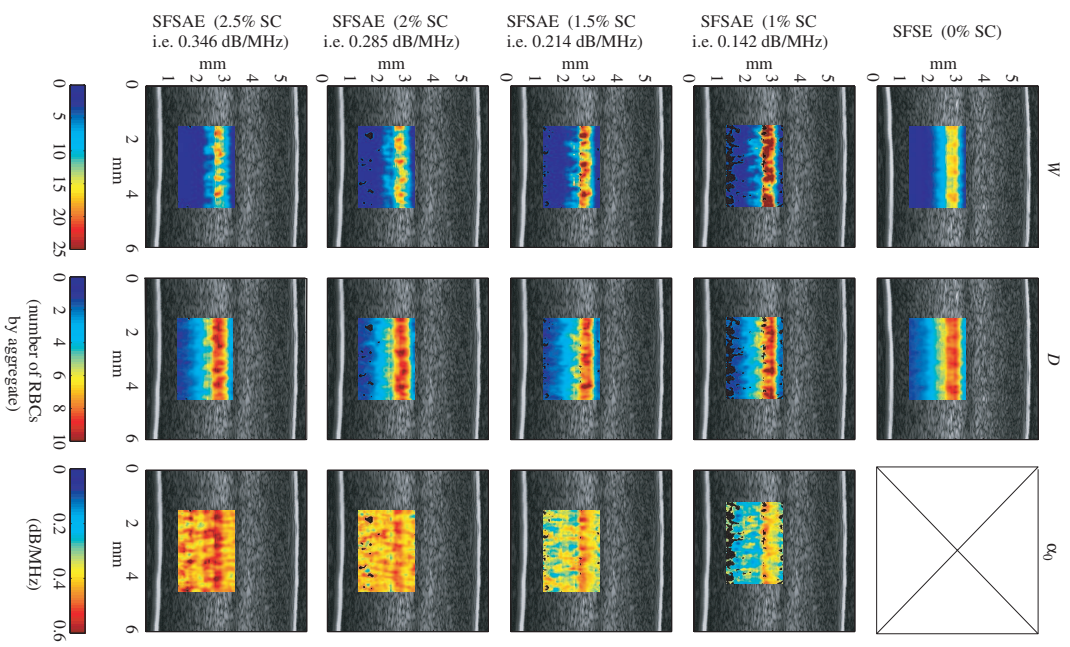 SFSAE (2.5% SC
i.e. 0.346 dB/MHz)
SFSAE (2% SC
i.e. 0.285 dB/MHz)
SFSAE (1.5% SC
i.e. 0.214 dB/MHz)
SFSAE (1% SC
i.e. 0.142 dB/MHz)
SFSE (0% SC)
mm
1 2 3 4 5
mm
0 1 2 3 4 5
mm
0 1 2 3 4 5
mm
0 1 2 3 4 5
mm
0 1 2 3 4 5
W
0 2 4 6
mm
0 5 10 15 20 25
D
0 2 4 6
mm
0 2 4 6 8 10
(number of RBCs
by aggregate)
α0
0 2 4 6
mm
0 0.2 0.4 0.6
(dB/MHz)